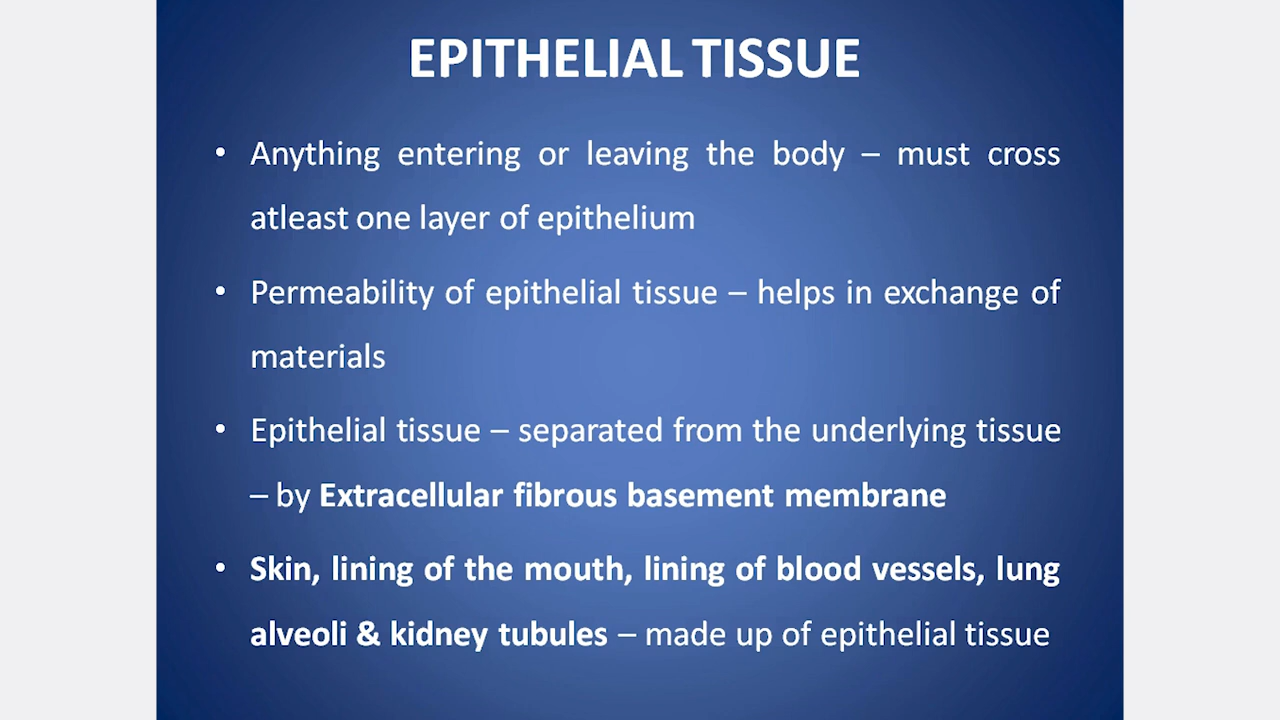 EPITHELIAL TISSUE
• Anything entering or leaving the body – must cross
atleast one layer of epithelium
• Permeability of epithelial tissue – helps in exchange of
materials
• Epithelial tissue – separated from the underlying tissue
– by Extracellular fibrous basement membrane
• Skin, lining of the mouth, lining of blood vessels, lung
alveoli & kidney tubules – made up of epithelial tissue